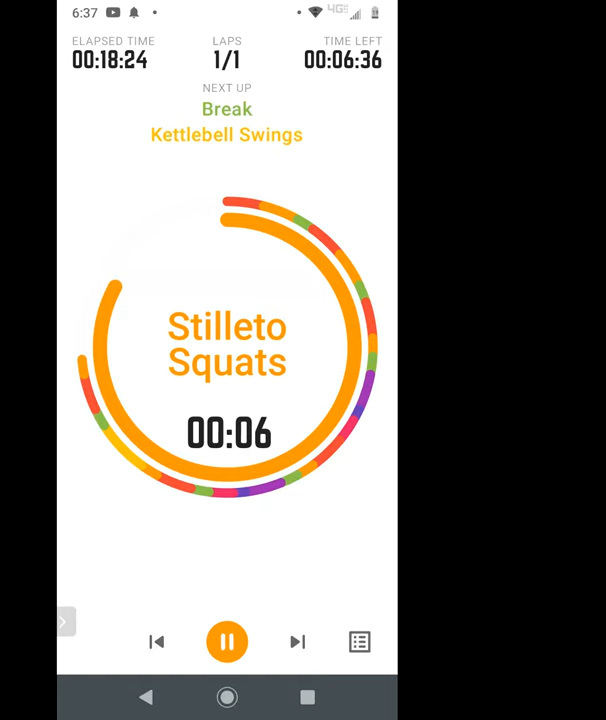 6:37
4G
ELAPSED TIME LAPS TIME LEFT
00:18:24 1/1 00:06:36
NEXT UP
Break
Kettlebell Swings
Stilleto
Squats
00:06